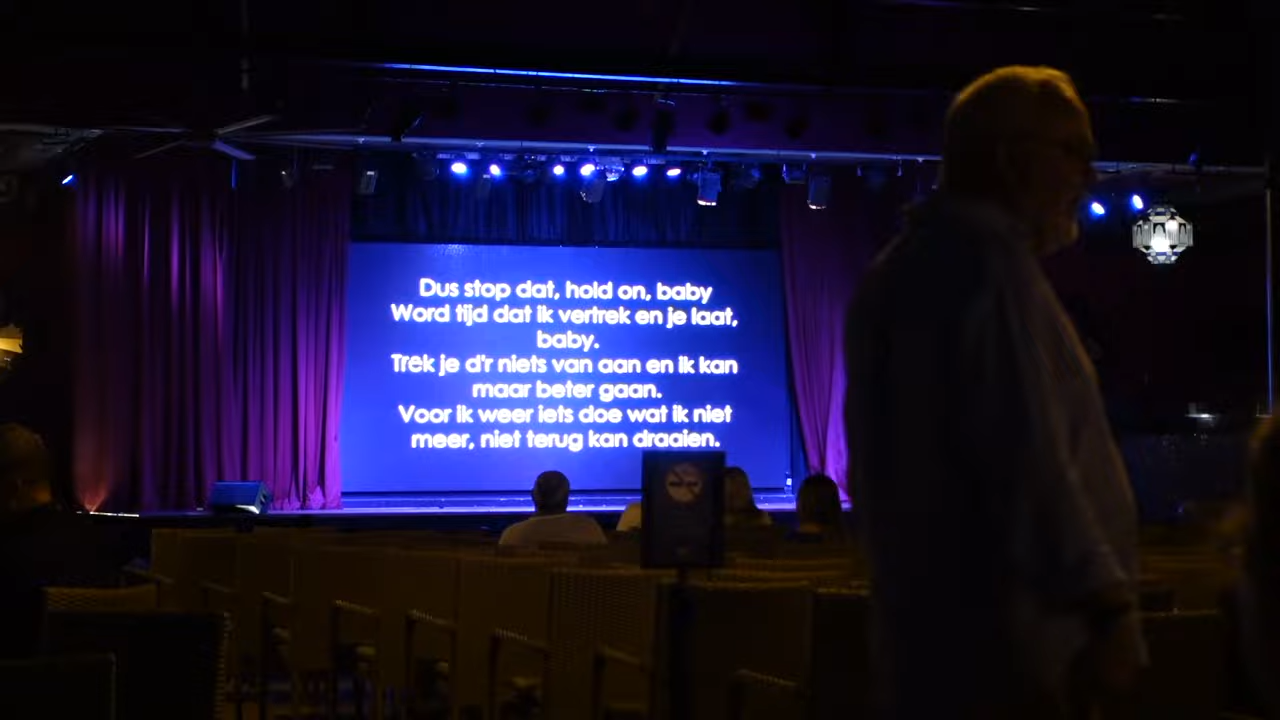 Dus stop dat, hold on, baby
Word tijd dat ik vertrek en je laat,
baby.
Trek je d'r niets van aan en ik kan
maar beter gaan.
Voor ik weer iets doe wat ik niet
meer, niet terug kan draaien.